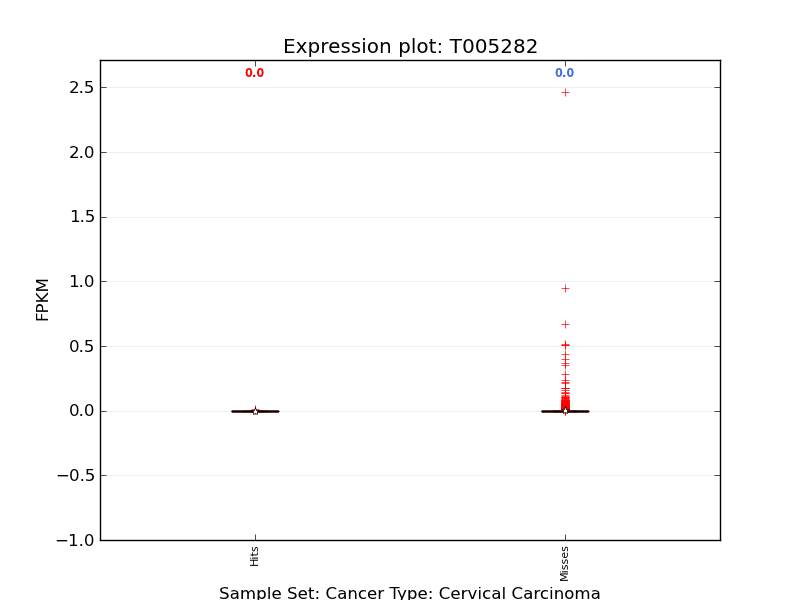 Expression plot: T005282
0.0
0.0
2.5
2.0
1.5
1.0
0.5
0.0
−0.5
−1.0
FPKM
Hits
Misses
Sample Set: Cancer Type: Cervical Carcinoma